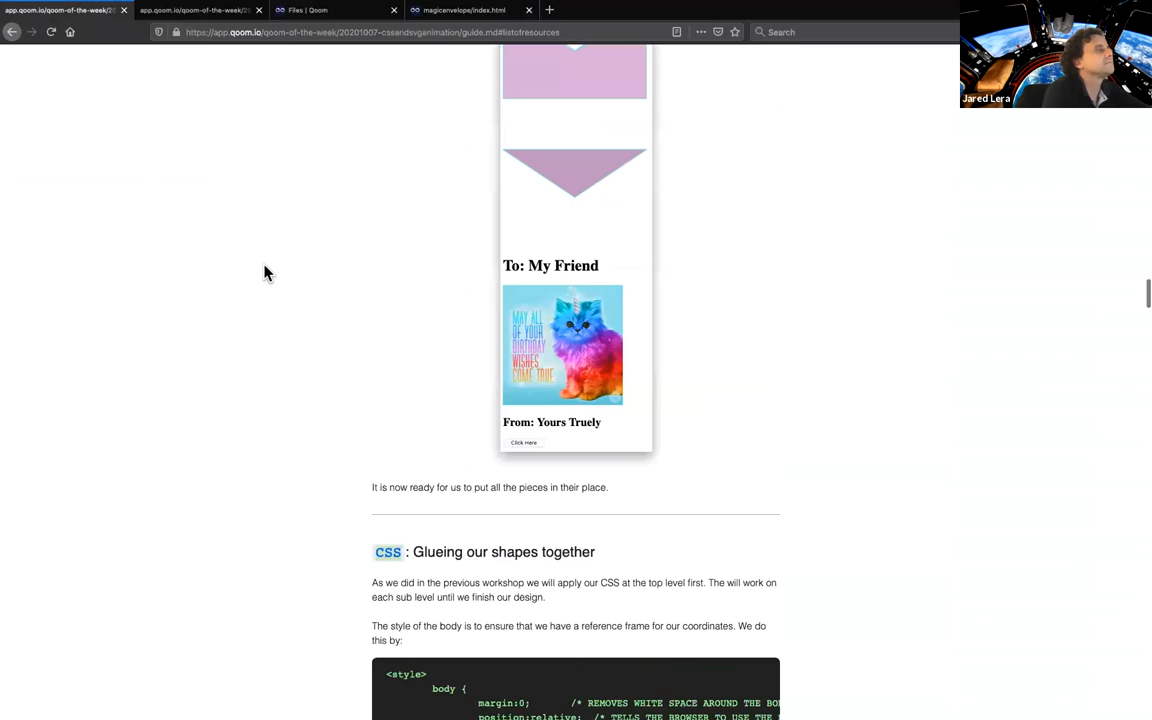 app.qoom.io/qoom-of-the-week/20
app.qoom.io/qoom-of-the-week/20
Files | Qoom
magicenvelope/index.html
https://app.qoom.io/qoom-of-the-week/20201007-cssandsvganimation/guide.md#listofresources
Search
Jared Lera
To: My Friend
MAY ALL
OF YOUR
BIRTHDAY
WISHES
COME TRUE
From: Yours Truely
Click Here
It is now ready for us to put all the pieces in their place.
CSS : Glueing our shapes together
As we did in the previous workshop we will apply our CSS at the top level first. The will work on
each sub level until we finish our design.
The style of the body is to ensure that we have a reference frame for our coordinates. We do
this by:
<style>
body {
margin:0; /* REMOVES WHITE SPACE AROUND THE BO
position:relative; /* TELLS THE BROWSER TO USE THE